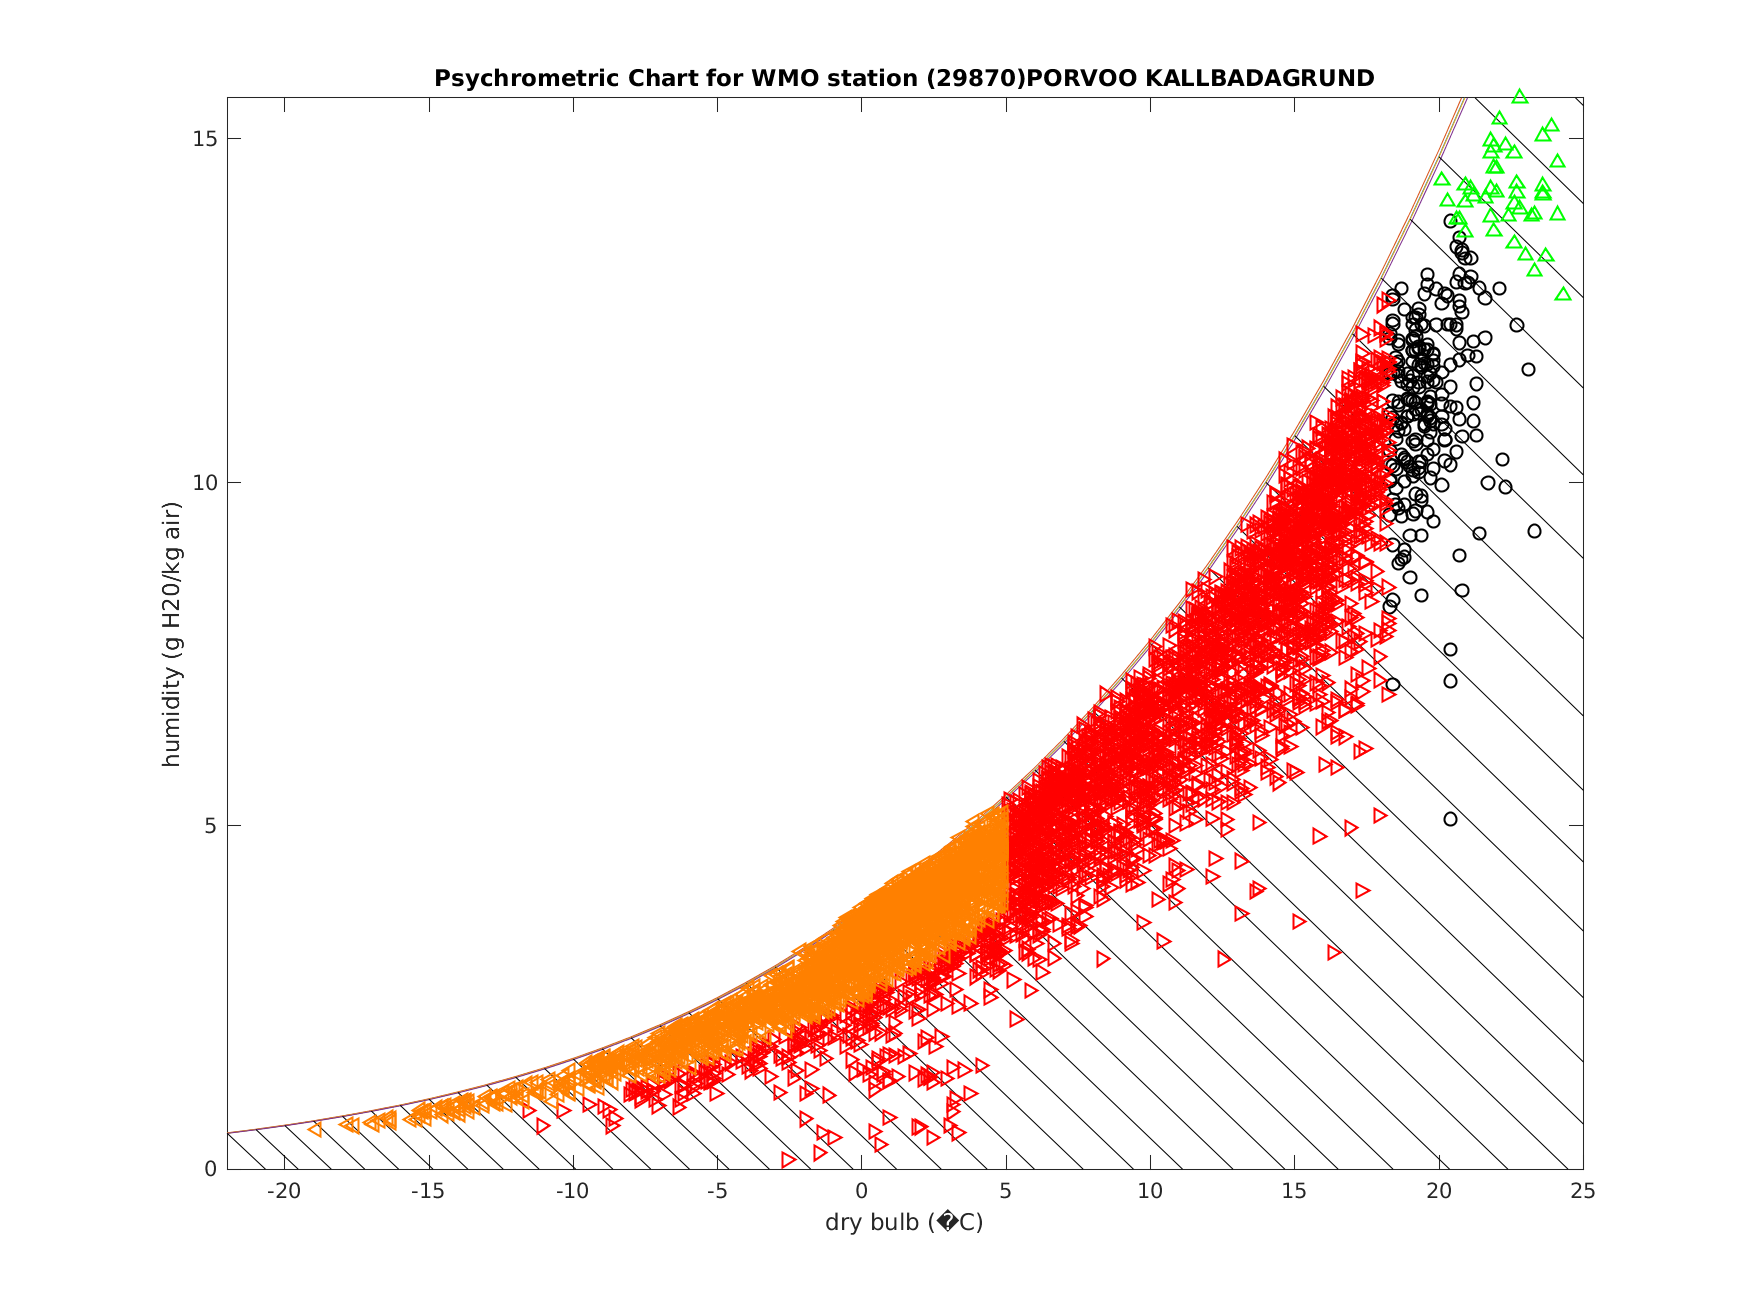 Psychrometric Chart for WMO station (29870)PORVOO KALLBADAGRUND
15
10
5
0
humidity (g H20/kg air)
-20 -15 -10 -5 0 5 10 15 20 25
dry bulb (�C)